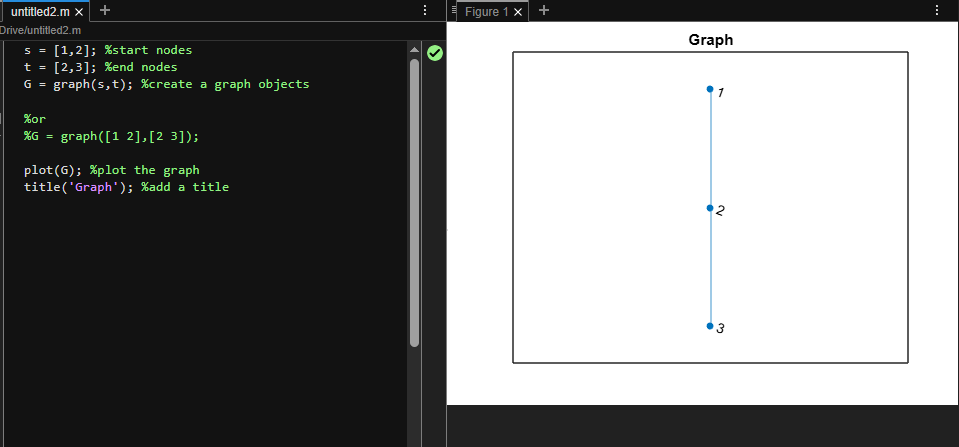 untitled2.m × +
Drive/untitled2.m
s = [1,2]; %start nodes
t = [2,3]; %end nodes
G = graph(s,t); %create a graph objects
%or
%G = graph([1 2],[2 3]);
plot(G); %plot the graph
title('Graph'); %add a title
Figure 1 × +
Graph
1
2
3